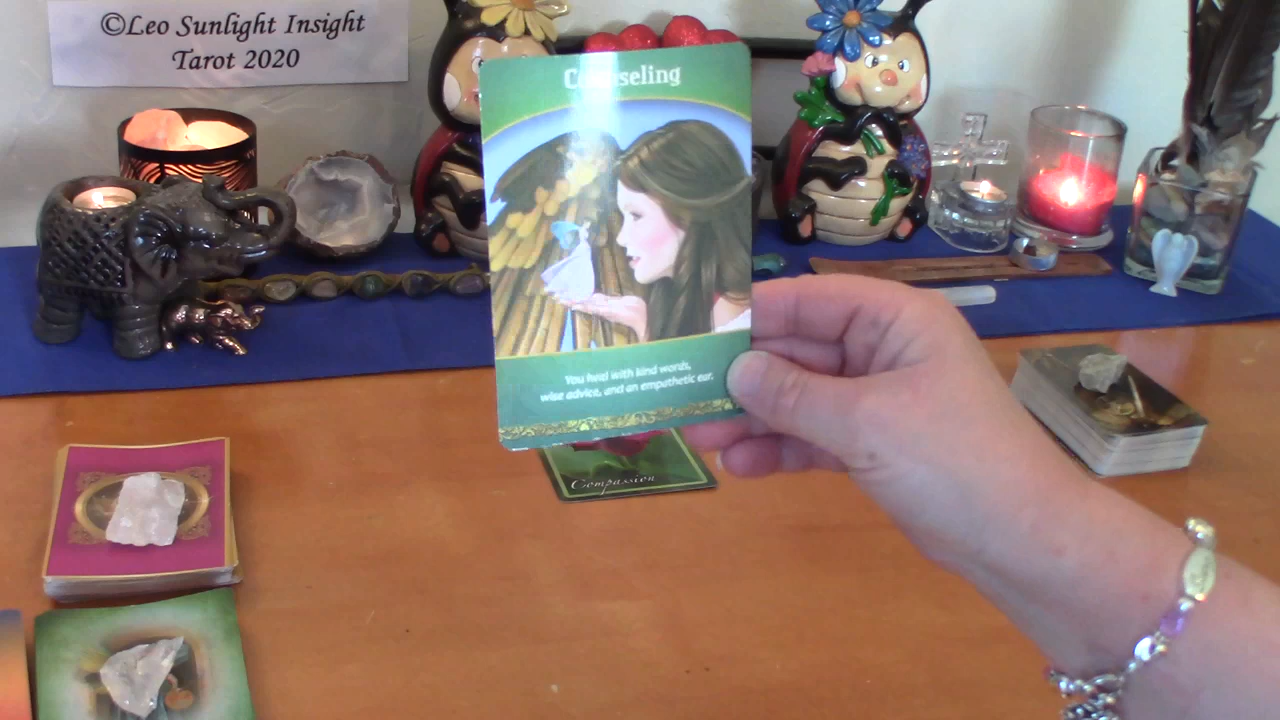 ©Leo Sunlight Insight
Tarot 2020
Counseling
You heal with kind words,
wise advice, and an empathetic ear.
Compassion